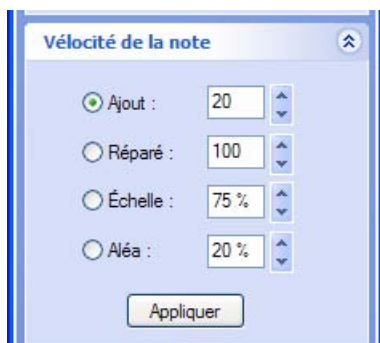 Vélocité de la note
Ajout : 20
Réparé : 100
Échelle : 75 %
Aléa : 20 %
Appliquer